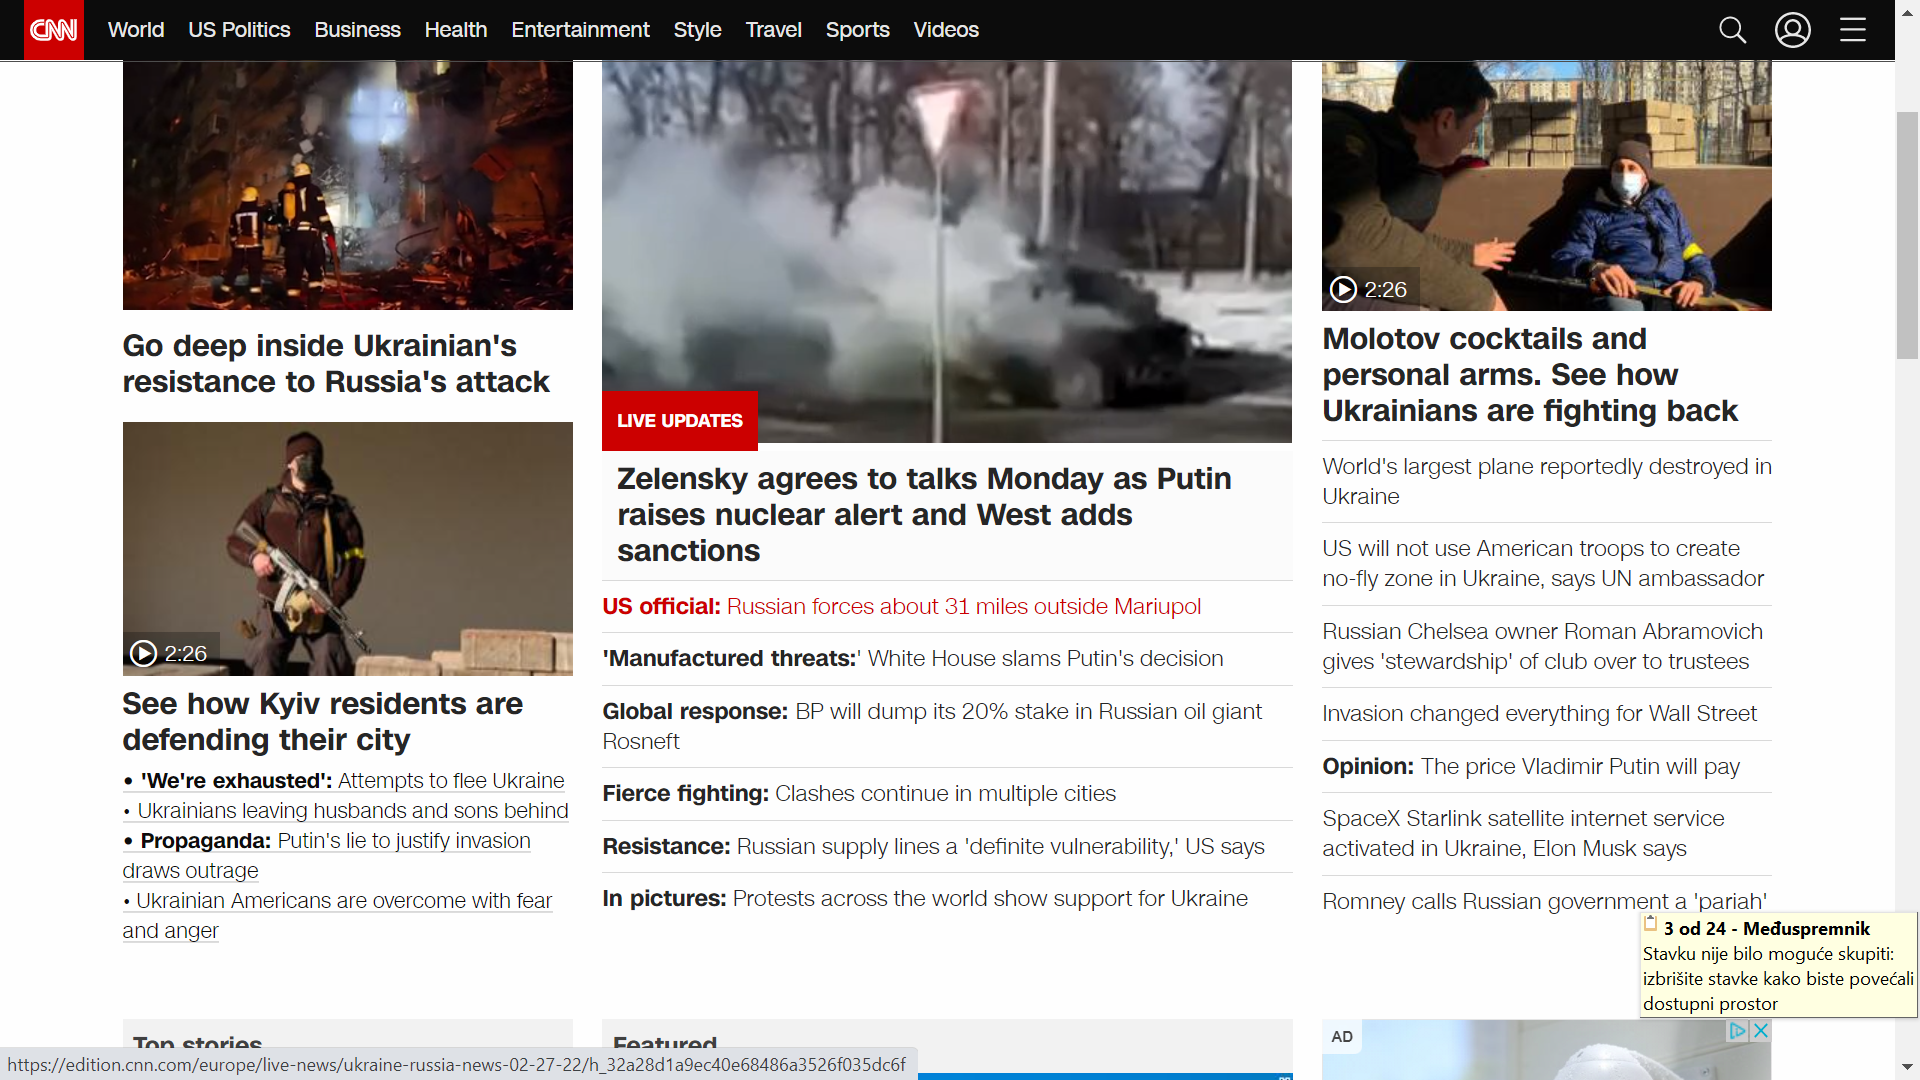 CNN World US Politics Business Health Entertainment Style Travel Sports Videos
Go deep inside Ukrainian's
resistance to Russia's attack
2:26
See how Kyiv residents are
defending their city
• 'We're exhausted': Attempts to flee Ukraine
• Ukrainians leaving husbands and sons behind
• Propaganda: Putin's lie to justify invasion
draws outrage
• Ukrainian Americans are overcome with fear
and anger
LIVE UPDATES
Zelensky agrees to talks Monday as Putin
raises nuclear alert and West adds
sanctions
US official: Russian forces about 31 miles outside Mariupol
'Manufactured threats:' White House slams Putin's decision
Global response: BP will dump its 20% stake in Russian oil giant
Rosneft
Fierce fighting: Clashes continue in multiple cities
Resistance: Russian supply lines a 'definite vulnerability,' US says
In pictures: Protests across the world show support for Ukraine
2:26
Molotov cocktails and
personal arms. See how
Ukrainians are fighting back
World's largest plane reportedly destroyed in
Ukraine
US will not use American troops to create
no-fly zone in Ukraine, says UN ambassador
Russian Chelsea owner Roman Abramovich
gives 'stewardship' of club over to trustees
Invasion changed everything for Wall Street
Opinion: The price Vladimir Putin will pay
SpaceX Starlink satellite internet service
activated in Ukraine, Elon Musk says
Romney calls Russian government a 'pariah'
3 od 24 - Međuspremnik
Stavku nije bilo moguće skupiti:
izbrišite stavke kako biste povećali
dostupni prostor
Top stories
Featured
AD
https://edition.cnn.com/europe/live-news/ukraine-russia-news-02-27-22/h_32a28d1a9ec40e68486a3526f035dc6f